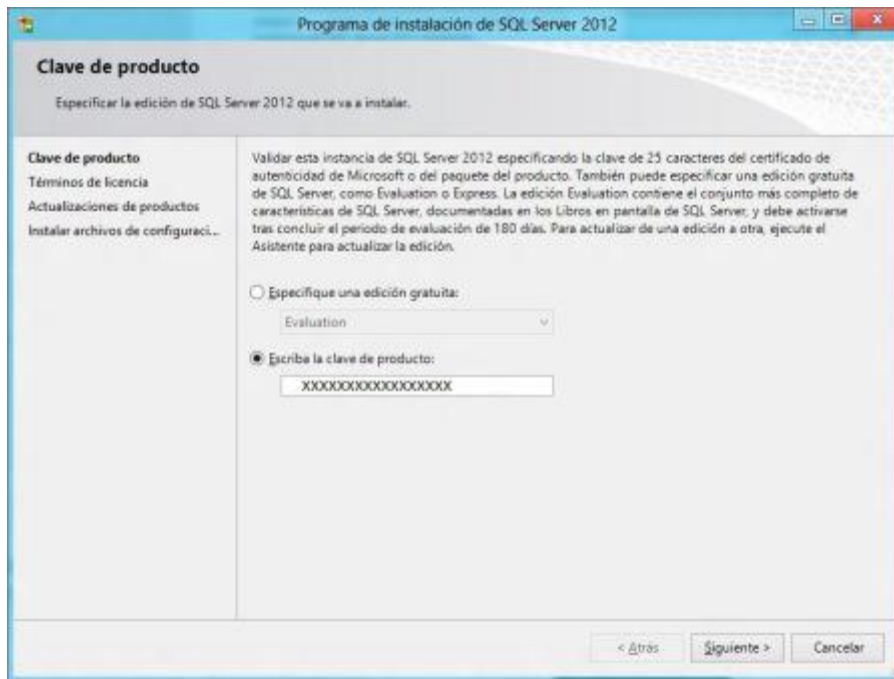 Programa de instalación de SQL Server 2012
Clave de producto
Especificar la edición de SQL Server 2012 que se va a instalar.
Clave de producto
Términos de licencia
Actualizaciones de productos
Instalar archivos de configuraci...
Validar esta instancia de SQL Server 2012 especificando la clave de 25 caracteres del certificado de
autenticidad de Microsoft o del paquete del producto. También puede especificar una edición gratuita
de SQL Server, como Evaluation o Express. La edición Evaluation contiene el conjunto más completo de
características de SQL Server, documentadas en los Libros en pantalla de SQL Server, y debe activarse
tras concluir el periodo de evaluación de 180 días. Para actualizar de una edición a otra, ejecute el
Asistente para actualizar la edición.
Especifique una edición gratuita:
Evaluation
Escriba la clave de producto:
XXXXXXXXXXXXXXXXX
< Atrás
Siguiente >
Cancelar